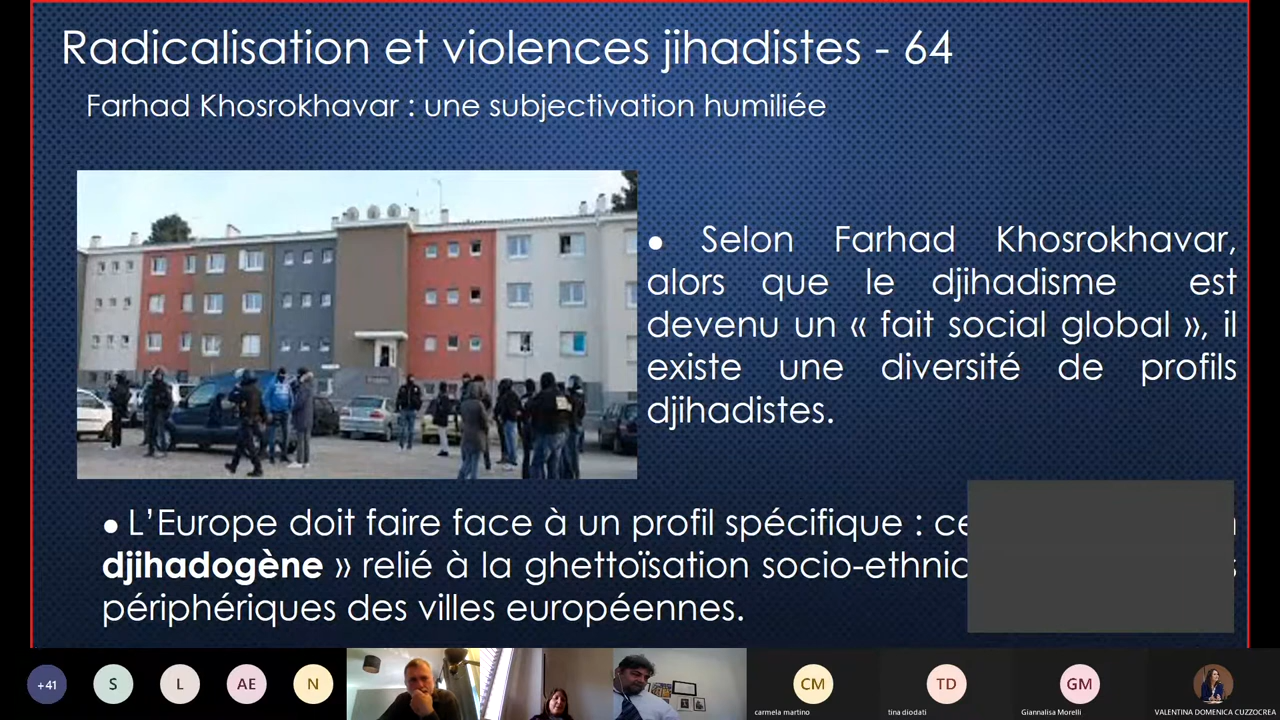 Radicalisation et violences jihadistes - 64
Farhad Khosrokhavar : une subjectivation humiliée
● Selon Farhad Khosrokhavar,
alors que le djihadisme est
devenu un « fait social global », il
existe une diversité de profils
djihadistes.
● L’Europe doit faire face à un profil spécifique :
djihadogène » relié à la ghettoïsation
périphériques des villes européennes.
+41
S
L
AE
N
CM
TD
GM
carmela martino
tina diodati
Giannalisa Morelli
VALENTINA DOMENICA CUZZOCREA